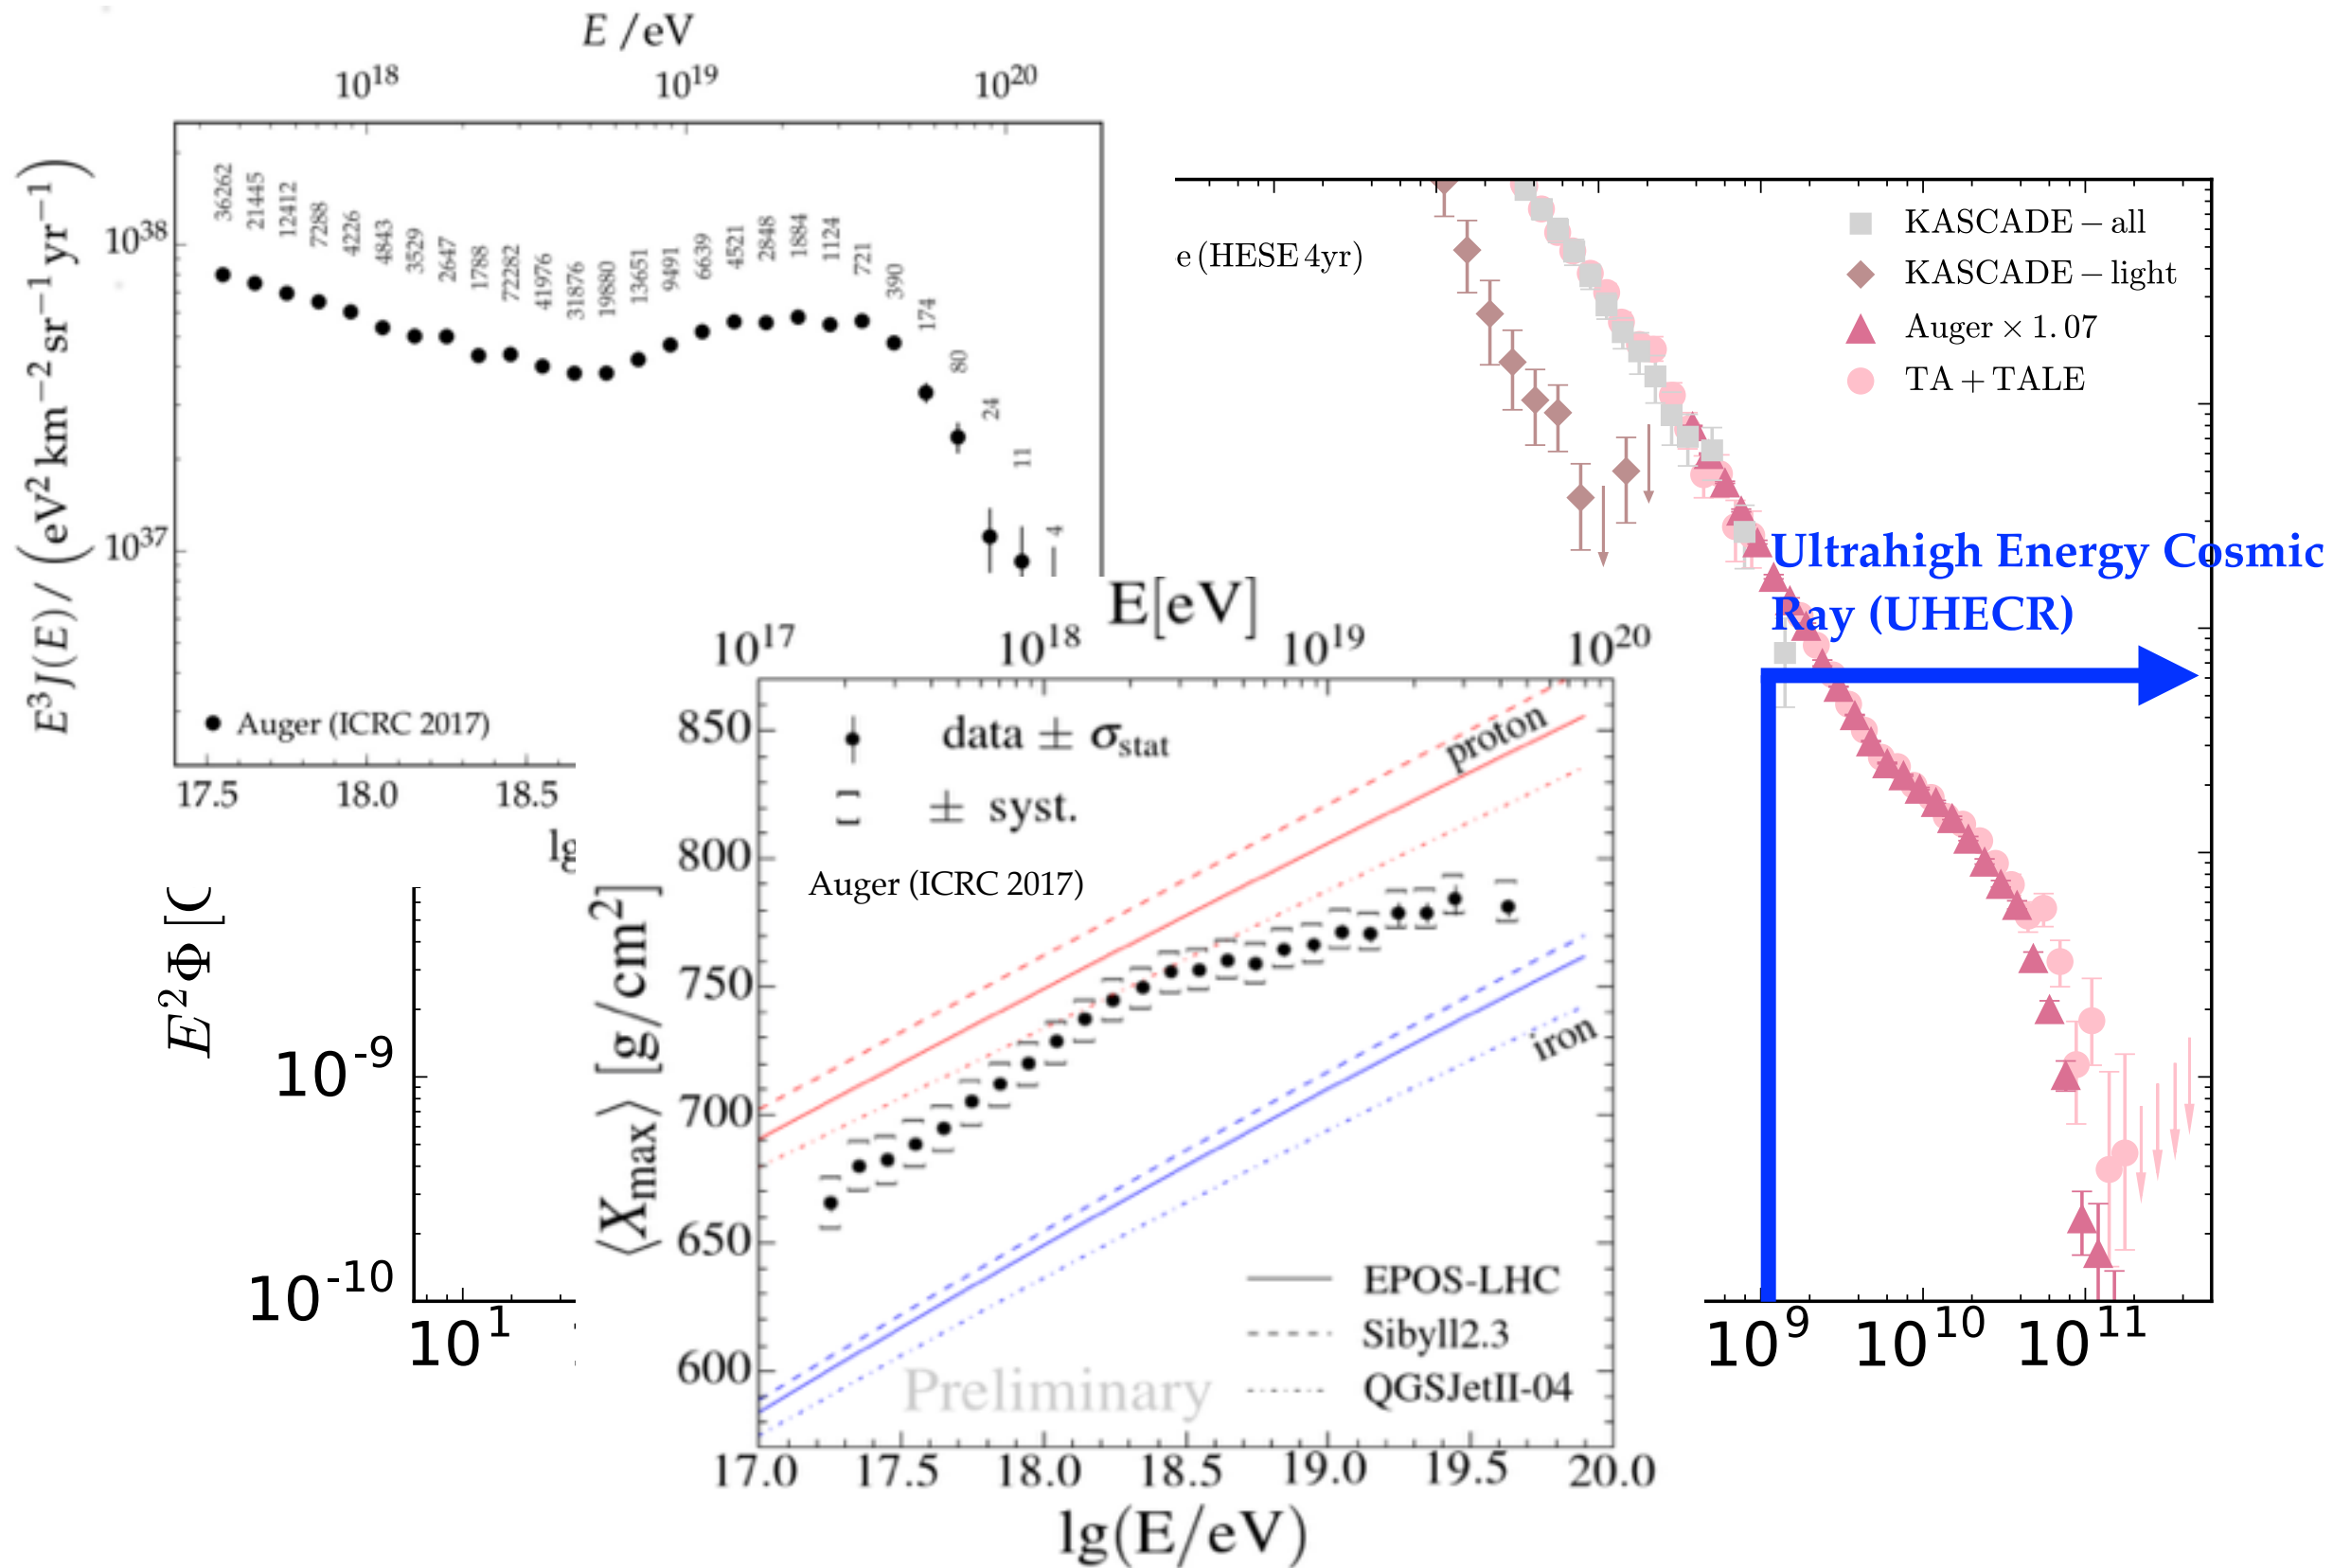 E /eV
10^18 10^19 10^20
E^3 J(E) / (eV^2 km^−2 sr^−1 yr^−1)
10^38
10^37
36262
21445
12412
7288
4226
4843
3529
2647
1788
72282
41976
31876
19880
13651
9491
6639
4521
2848
1884
1124
721
390
174
80
24
11
4
Auger (ICRC 2017)
17.5 18.0 18.5
lg
e (HESE 4yr)
KASCADE − all
KASCADE − light
Auger × 1.07
TA + TALE
Ultrahigh Energy Cosmic
Ray (UHECR)
E^2 Φ [
10^-9
10^-10
10^1
10^9 10^10 10^11
E[eV]
10^17 10^18 10^19 10^20
⟨X_max⟩ [g/cm^2]
850
800
750
700
650
600
data ± σ_stat
± syst.
Auger (ICRC 2017)
proton
iron
EPOS-LHC
Sibyll2.3
QGSJetII-04
Preliminary
17.0 17.5 18.0 18.5 19.0 19.5 20.0
lg(E/eV)